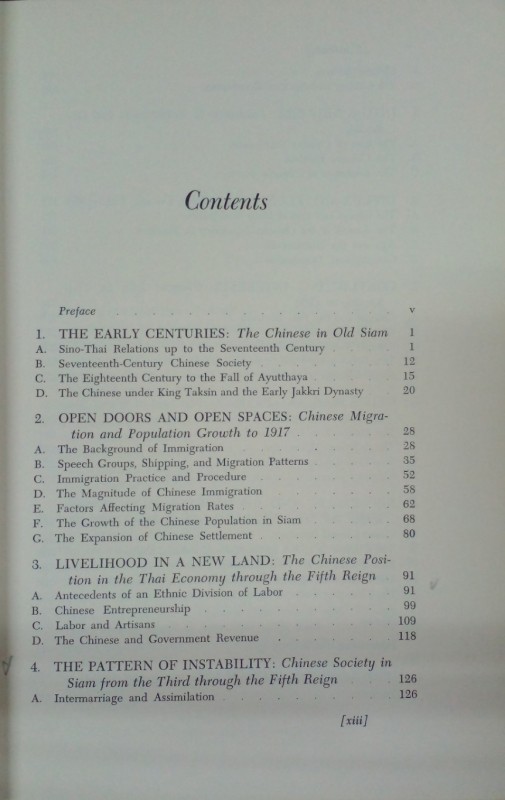 Contents
Preface . . . . . . . . . . . . . . v
1. THE EARLY CENTURIES: The Chinese in Old Siam 1
A. Sino-Thai Relations up to the Seventeenth Century . . . 1
B. Seventeenth-Century Chinese Society . . . . . . 12
C. The Eighteenth Century to the Fall of Ayutthaya . . . . 15
D. The Chinese under King Taksin and the Early Jakkri Dynasty 20
2. OPEN DOORS AND OPEN SPACES: Chinese Migra-
tion and Population Growth to 1917 . . . . . 28
A. The Background of Immigration . . . . . . . 28
B. Speech Groups, Shipping, and Migration Patterns . . . . 35
C. Immigration Practice and Procedure . . . . . . 52
D. The Magnitude of Chinese Immigration . . . . . 58
E. Factors Affecting Migration Rates . . . . . . . 62
F. The Growth of the Chinese Population in Siam . . . . 68
G. The Expansion of Chinese Settlement . . . . . . 80
3. LIVELIHOOD IN A NEW LAND: The Chinese Posi-
tion in the Thai Economy through the Fifth Reign . 91
A. Antecedents of an Ethnic Division of Labor . . . . . 91
B. Chinese Entrepreneurship . . . . . . . . 99
C. Labor and Artisans . . . . . . . . . 109
D. The Chinese and Government Revenue . . . . . 118
4. THE PATTERN OF INSTABILITY: Chinese Society in
Siam from the Third through the Fifth Reign . . . 126
A. Intermarriage and Assimilation . . . . . . . 126
[xiii]